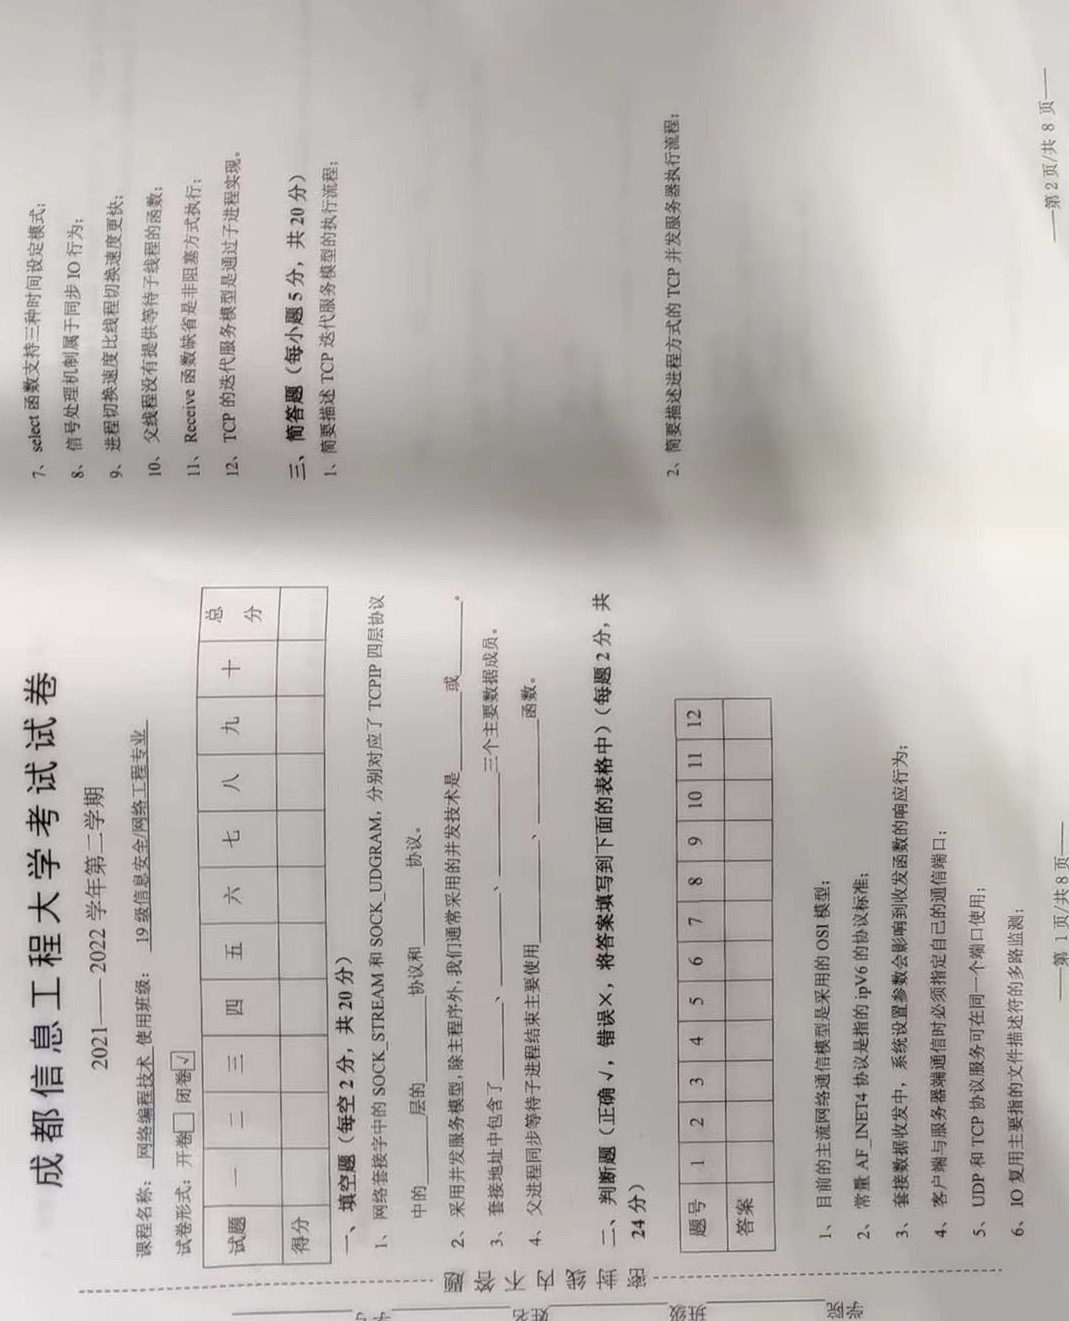 成都信息工程大学考试试卷
2021——2022 学年第二学期
课程名称: 网络编程技术 使用班级: 19级信息安全/网络工程专业
试卷形式: 开卷□ 闭卷☑
试题 一 二 三 四 五 六 七 八 九 十 总分
得分
一、填空题（每空 2 分，共 20 分）
1、网络套接字中的 SOCK_STREAM 和 SOCK_UDGRAM, 分别对应了 TCPIP 四层协议
中的______层的______协议和______协议。
2、采用并发服务模型,除主程序外,我们通常采用的并发技术是______或______。
3、套接地址中包含了______、______、______三个主要数据成员。
4、父进程同步等待子进程结束主要使用______、______函数。
二、判断题（正确 √，错误×，将答案填写到下面的表格中）（每题 2 分，共
24 分）
题号 1 2 3 4 5 6 7 8 9 10 11 12
答案
1、目前的主流网络通信模型是采用的 OSI 模型;
2、常量 AF_INET4 协议是指的 ipV6 的协议标准;
3、套接数据收发中，系统设置参数会影响到收发函数的响应行为;
4、客户端与服务器端通信时必须指定自己的通信端口;
5、UDP 和 TCP 协议服务可在同一个端口使用;
6、IO 复用主要指的文件描述符的多路监测;
—第 1 页/共 8 页—
7、select 函数支持三种时间设定模式;
8、信号处理机制属于同步 IO 行为;
9、进程切换速度比线程切换速度更快;
10、父线程没有提供等待子线程的函数;
11、Receive 函数缺省是非阻塞方式执行;
12、TCP 的迭代服务模型是通过子进程实现。
三、简答题（每小题 5 分，共 20 分）
1、简要描述 TCP 迭代服务模型的执行流程;
2、简要描述进程方式的 TCP 并发服务器执行流程;
—第 2 页/共 8 页—
密封线内不答题
学院
班级
姓名
学号